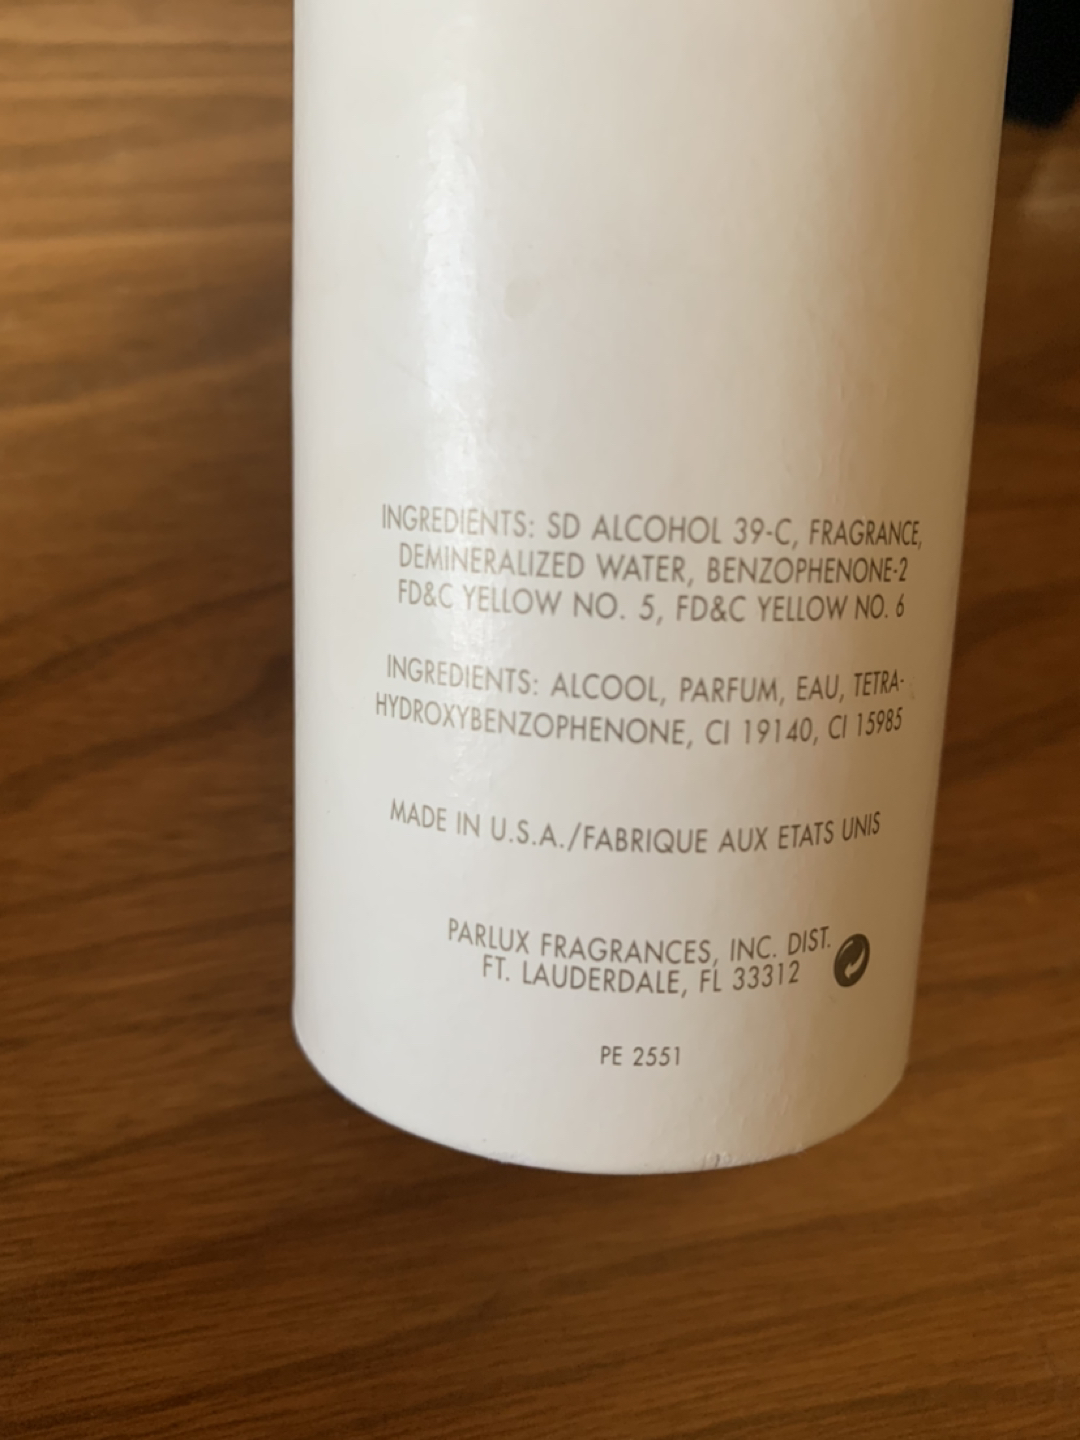 INGREDIENTS: SD ALCOHOL 39-C, FRAGRANCE,
DEMINERALIZED WATER, BENZOPHENONE-2
FD&C YELLOW NO. 5, FD&C YELLOW NO. 6
INGREDIENTS: ALCOOL, PARFUM, EAU, TETRA-
HYDROXYBENZOPHENONE, CI 19140, CI 15985
MADE IN U.S.A./FABRIQUE AUX ETATS UNIS
PARLUX FRAGRANCES, INC. DIST.
FT. LAUDERDALE, FL 33312
PE 2551